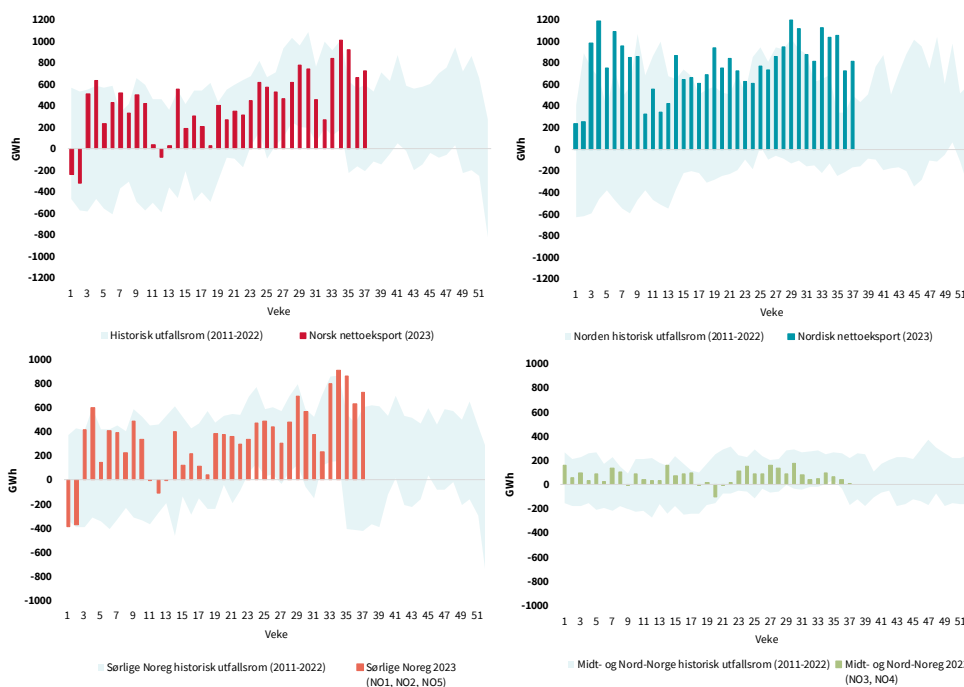 1200
1000
800
600
400
200
0
-200
-400
-600
-800
-1000
-1200
GWh
1 3 5 7 9 11 13 15 17 19 21 23 25 27 29 31 33 35 37 39 41 43 45 47 49 51
Veke
Historisk utfallsrom (2011-2022) Norsk nettoeksport (2023)
1200
1000
800
600
400
200
0
-200
-400
-600
-800
-1000
-1200
GWh
1 3 5 7 9 11 13 15 17 19 21 23 25 27 29 31 33 35 37 39 41 43 45 47 49 51
Veke
Norden historisk utfallsrom (2011-2022) Nordisk nettoeksport (2023)
1000
800
600
400
200
0
-200
-400
-600
-800
-1000
GWh
1 3 5 7 9 11 13 15 17 19 21 23 25 27 29 31 33 35 37 39 41 43 45 47 49 51
Veke
Sørlige Noreg historisk utfallsrom (2011-2022) Sørlige Noreg 2023
(NO1, NO2, NO5)
1000
800
600
400
200
0
-200
-400
-600
-800
-1000
GWh
1 3 5 7 9 11 13 15 17 19 21 23 25 27 29 31 33 35 37 39 41 43 45 47 49 51
Veke
Midt- og Nord-Norge historisk utfallsrom (2011-2022) Midt- og Nord-Noreg 202
(NO3, NO4)